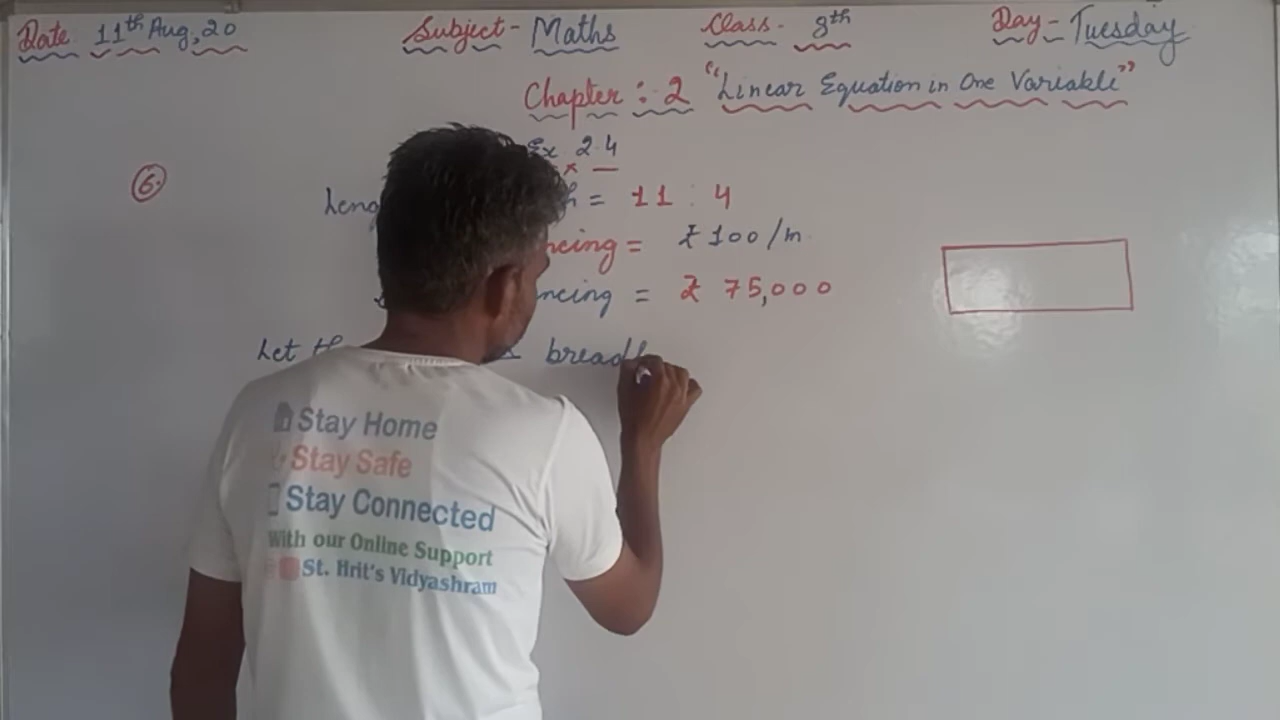 Date 11th Aug, 20 Subject - Maths Class - 8th Day - Tuesday
Chapter : 2 "Linear Equation in One Variable"
Ex 2.4
6. = 11 : 4
= ₹ 100/m
= ₹ 75,000
Let
Stay Home
Stay Safe
Stay Connected
With our Online Support
St. Hrit's Vidyashram